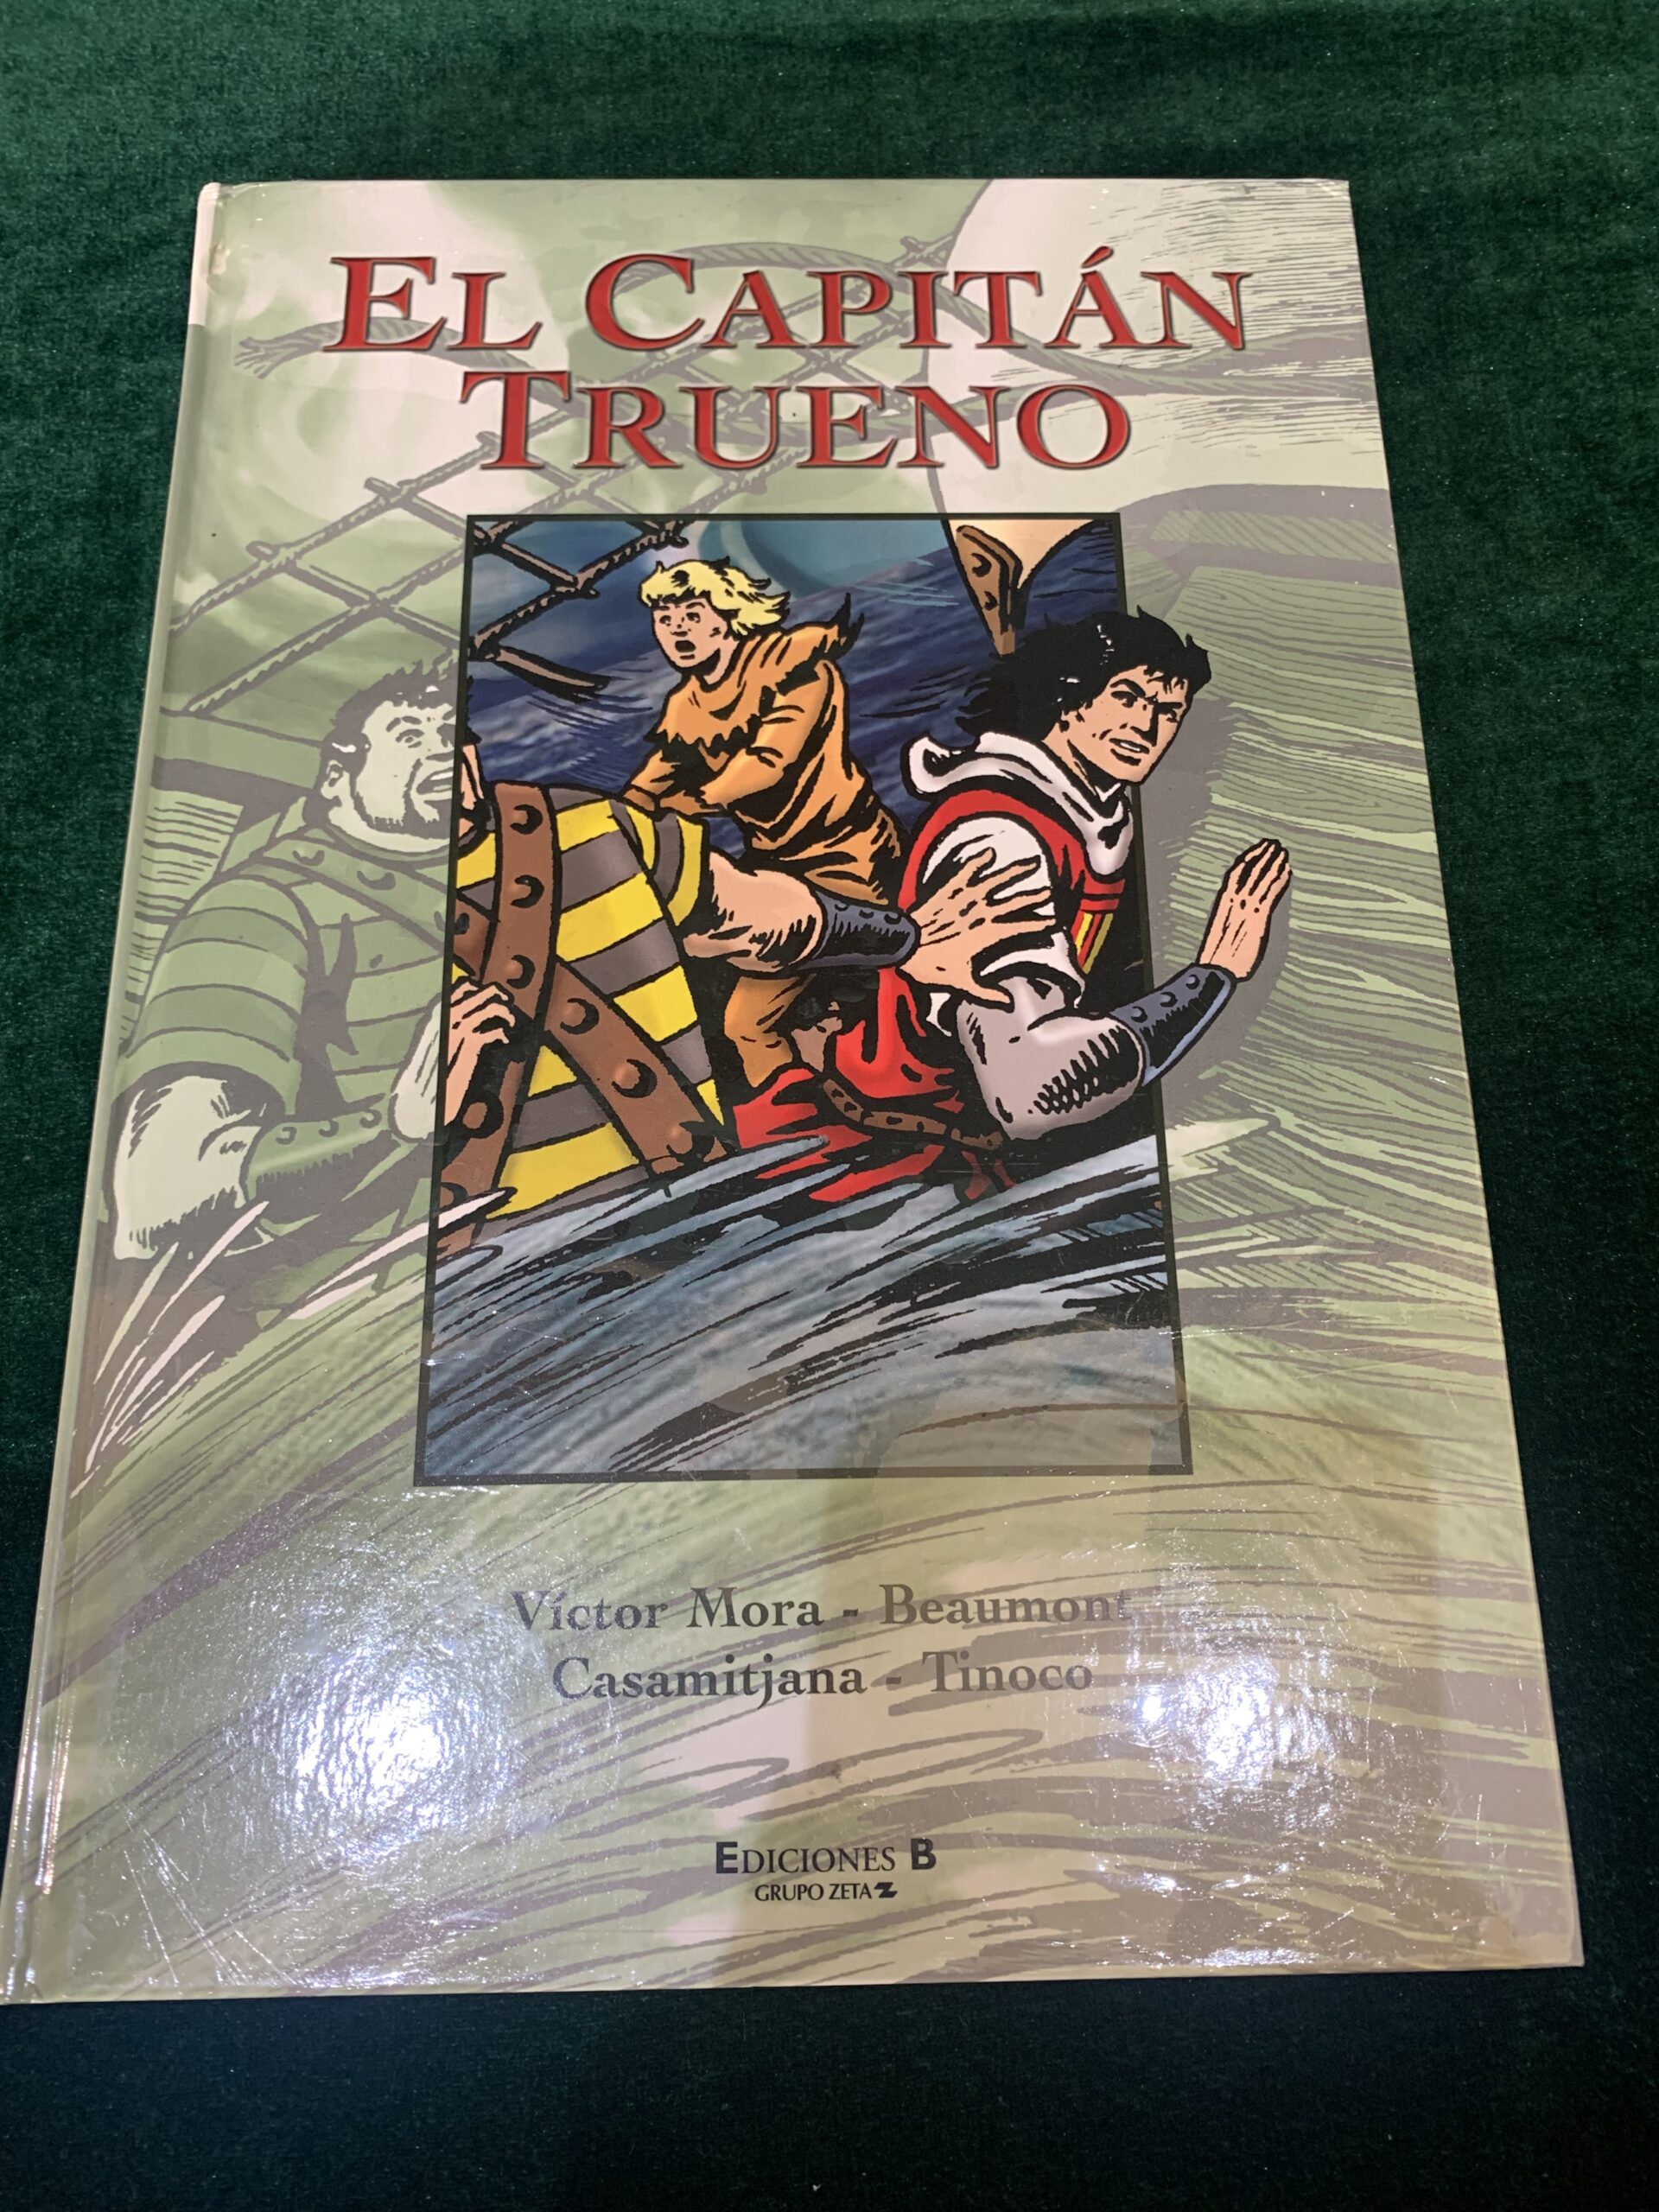 EL CAPITÁN
TRUENO
Víctor Mora - Beaumont
Casamitjana - Tinoco
EDICIONES B
GRUPO ZETA